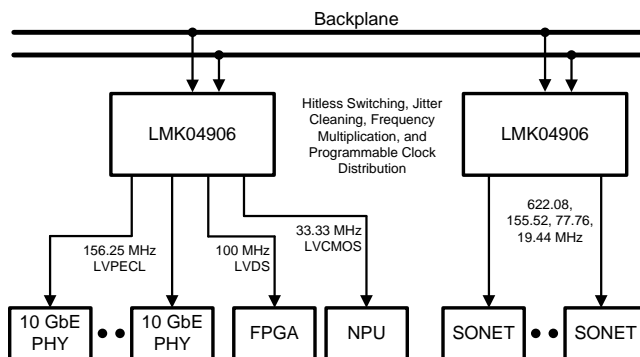 Backplane
LMK04906
Hitless Switching, Jitter
Cleaning, Frequency
Multiplication, and
Programmable Clock
Distribution
LMK04906
156.25 MHz
LVPECL
100 MHz
LVDS
33.33 MHz
LVCMOS
622.08,
155.52, 77.76,
19.44 MHz
10 GbE
PHY
10 GbE
PHY
FPGA
NPU
SONET
SONET